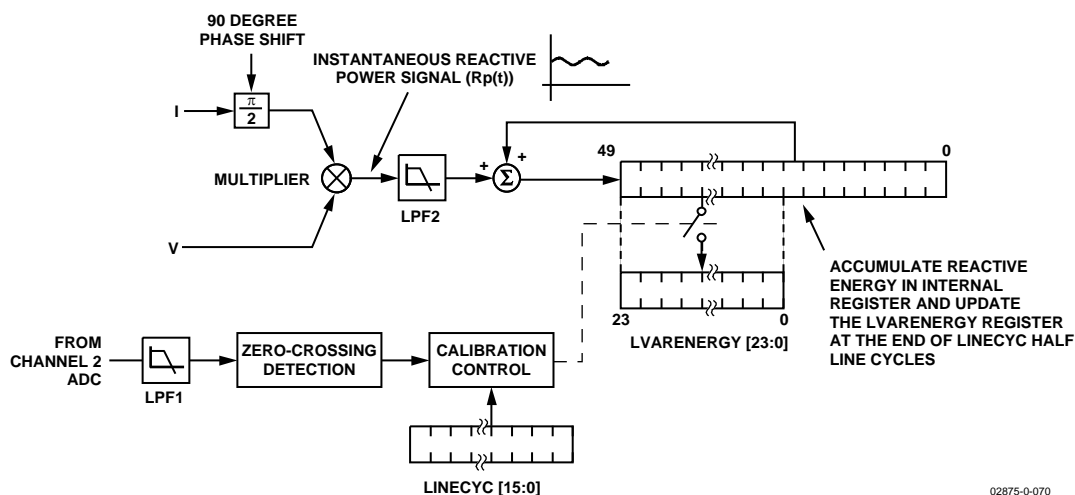 90 DEGREE
PHASE SHIFT
INSTANTANEOUS REACTIVE
POWER SIGNAL (Rp(t))
I
π
2
MULTIPLIER
LPF2
+
+
Σ
49
0
V
23
0
LVARENERGY [23:0]
ACCUMULATE REACTIVE
ENERGY IN INTERNAL
REGISTER AND UPDATE
THE LVARENERGY REGISTER
AT THE END OF LINECYC HALF
LINE CYCLES
FROM
CHANNEL 2
ADC
LPF1
ZERO-CROSSING
DETECTION
CALIBRATION
CONTROL
LINECYC [15:0]
02875-0-070